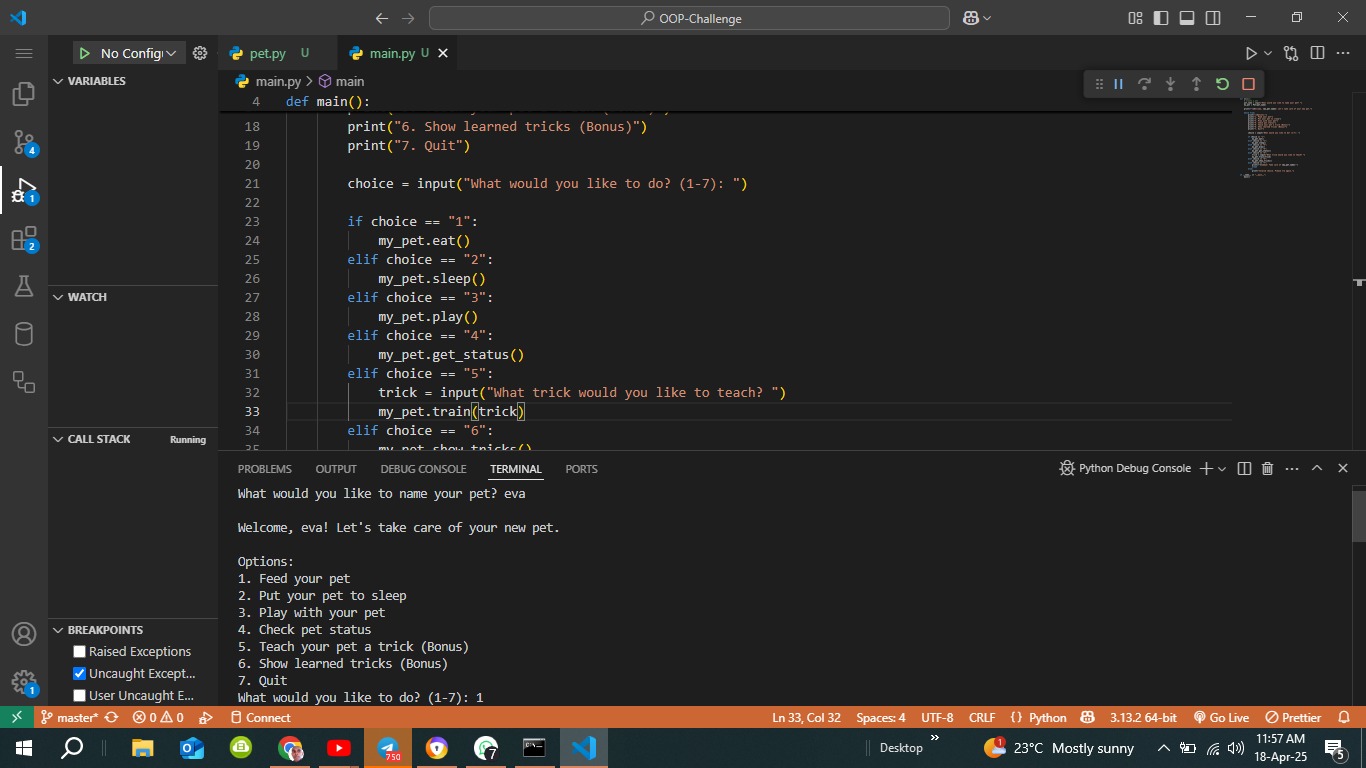 OOP-Challenge
No Config
pet.py U
main.py U
main.py > main
VARIABLES
WATCH
CALL STACK Running
BREAKPOINTS
Raised Exceptions
Uncaught Except...
User Uncaught E...
4 def main():
18 print("6. Show learned tricks (Bonus)")
19 print("7. Quit")
20
21 choice = input("What would you like to do? (1-7): ")
22
23 if choice == "1":
24 my_pet.eat()
25 elif choice == "2":
26 my_pet.sleep()
27 elif choice == "3":
28 my_pet.play()
29 elif choice == "4":
30 my_pet.get_status()
31 elif choice == "5":
32 trick = input("What trick would you like to teach? ")
33 my_pet.train(trick)
34 elif choice == "6":
35 my_pet.show_tricks()
PROBLEMS OUTPUT DEBUG CONSOLE TERMINAL PORTS
Python Debug Console
What would you like to name your pet? eva
Welcome, eva! Let's take care of your new pet.
Options:
1. Feed your pet
2. Put your pet to sleep
3. Play with your pet
4. Check pet status
5. Teach your pet a trick (Bonus)
6. Show learned tricks (Bonus)
7. Quit
What would you like to do? (1-7): 1
4
1
2
1
master* 0 0 Connect
Ln 33, Col 32 Spaces: 4 UTF-8 CRLF {} Python 3.13.2 64-bit Go Live Prettier
750
7
Desktop
1
23°C Mostly sunny
11:57 AM
18-Apr-25
5